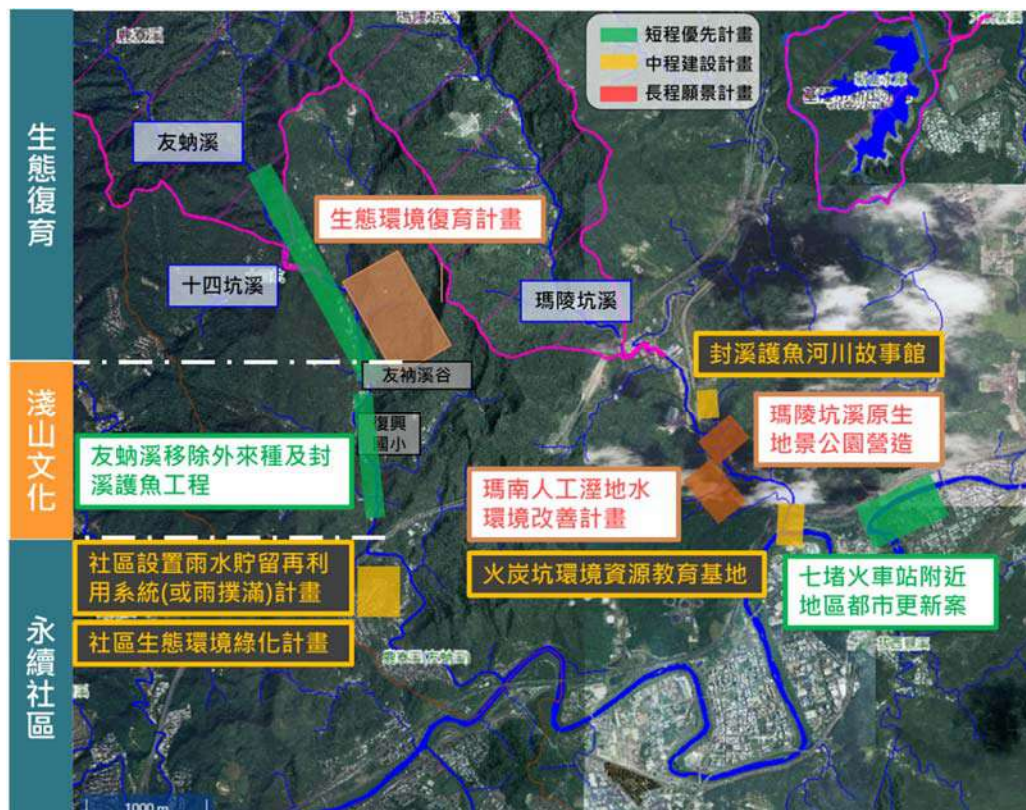 短程優先計畫
中程建設計畫
長程願景計畫
生態復育
淺山文化
永續社區
友蚋溪
生態環境復育計畫
十四坑溪
瑪陵坑溪
封溪護魚河川故事館
友衲溪谷
復興
國小
瑪陵坑溪原生
地景公園營造
友蚋溪移除外來種及封
溪護魚工程
瑪南人工溼地水
環境改善計畫
社區設置雨水貯留再利
用系統(或雨撲滿)計畫
火炭坑環境資源教育基地
七堵火車站附近
地區都市更新案
社區生態環境綠化計畫
1000 m